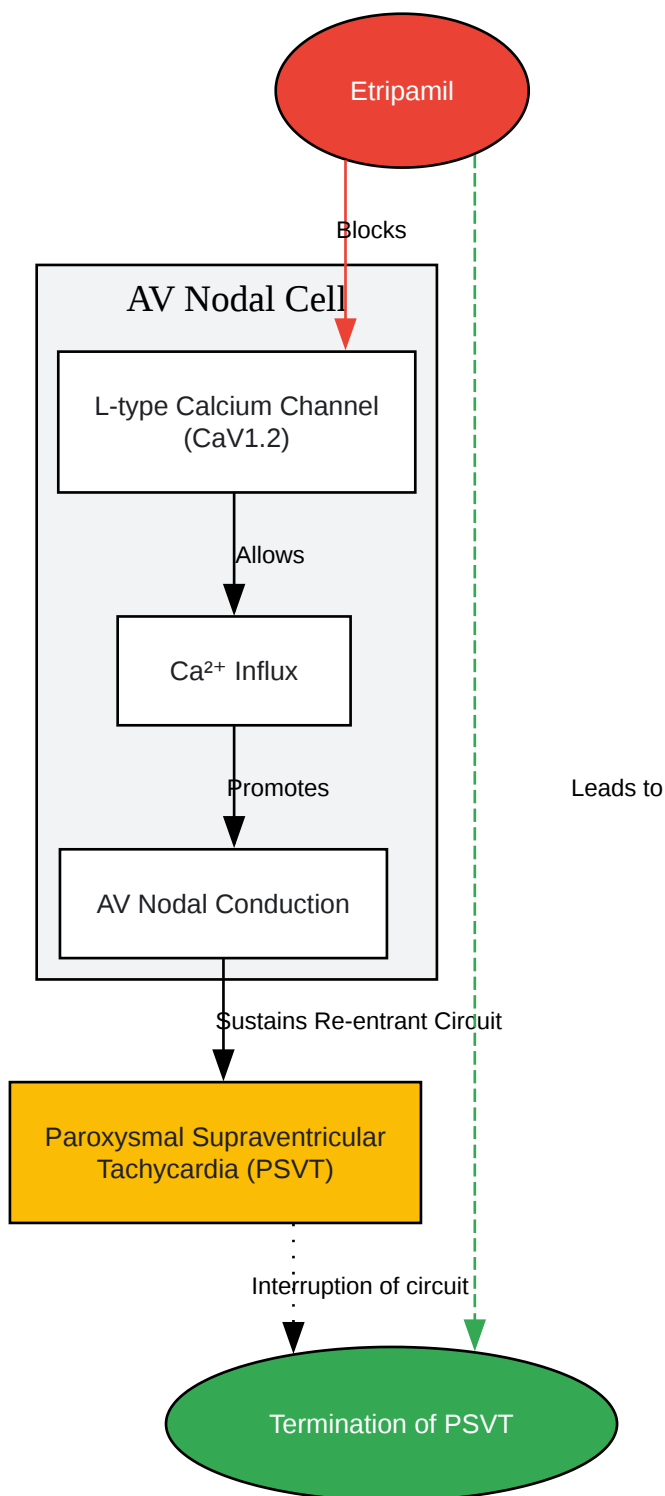 Etripamil
Blocks
AV Nodal Cell
L-type Calcium Channel
(CaV1.2)
Allows
Ca²⁺ Influx
Promotes
Leads to
AV Nodal Conduction
Sustains Re-entrant Circuit
Paroxysmal Supraventricular
Tachycardia (PSVT)
Interruption of circuit
Termination of PSVT